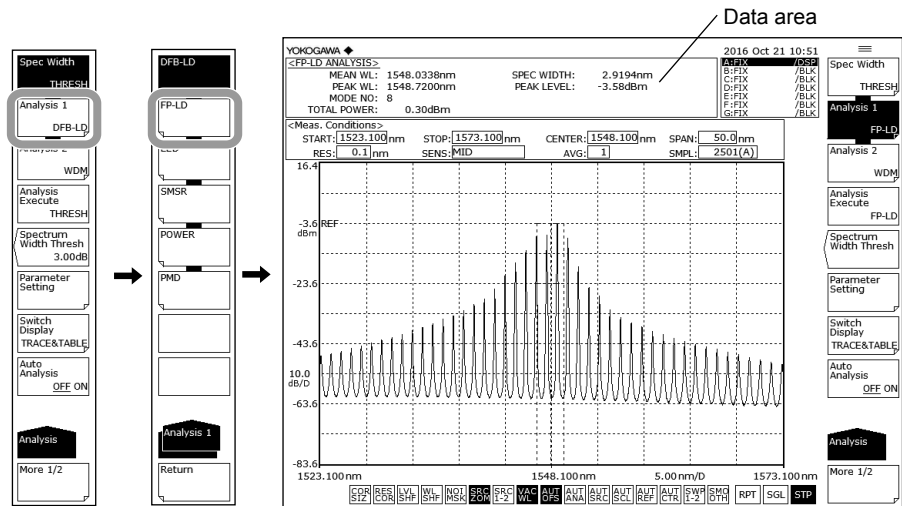 Data area
Spec Width
THRESH
Analysis 1
DFB-LD
WDM
Analysis
Execute
THRESH
Spectrum
Width Thresh
3.00dB
Parameter
Setting
Switch
Display
TRACE&TABLE
Auto
Analysis
OFF ON
Analysis
More 1/2
DFB-LD
FP-LD
SMSR
POWER
PMD
Analysis 1
Return
YOKOGAWA ◆
2016 Oct 21 10:51
<FP-LD ANALYSIS>
MEAN WL: 1548.0338nm SPEC WIDTH: 2.9194nm
PEAK WL: 1548.7200nm PEAK LEVEL: -3.58dBm
MODE NO: 8
TOTAL POWER: 0.30dBm
A:FIX /DSP
B:FIX /BLK
C:FIX /BLK
D:FIX /BLK
E:FIX /BLK
F:FIX /BLK
G:FIX /BLK
<Meas. Conditions>
START: 1523.100 nm STOP: 1573.100 nm CENTER: 1548.100 nm SPAN: 50.0 nm
RES: 0.1 nm SENS: MID AVG: 1 SMPL: 2501(A)
16.4
-3.6 REF
dBm
-23.6
-43.6
10.0
dB/D
-63.6
-83.6
1523.100nm 1548.100nm 5.00nm/D 1573.100nm
COR SIZ
RES COR
LVL SHF
WL SHF
NOI MSK
SRC ZOM
SRC 1-2
VAC WL
AUT OFS
AUT ANA
AUT SRC
AUT SCL
AUT REF
AUT CTR
SWP 1-2
SMO OTH
RPT SGL STP
Spec Width
THRESH
Analysis 1
FP-LD
Analysis 2
WDM
Analysis
Execute
FP-LD
Spectrum
Width Thresh
Parameter
Setting
Switch
Display
TRACE&TABLE
Auto
Analysis
OFF ON
Analysis
More 1/2